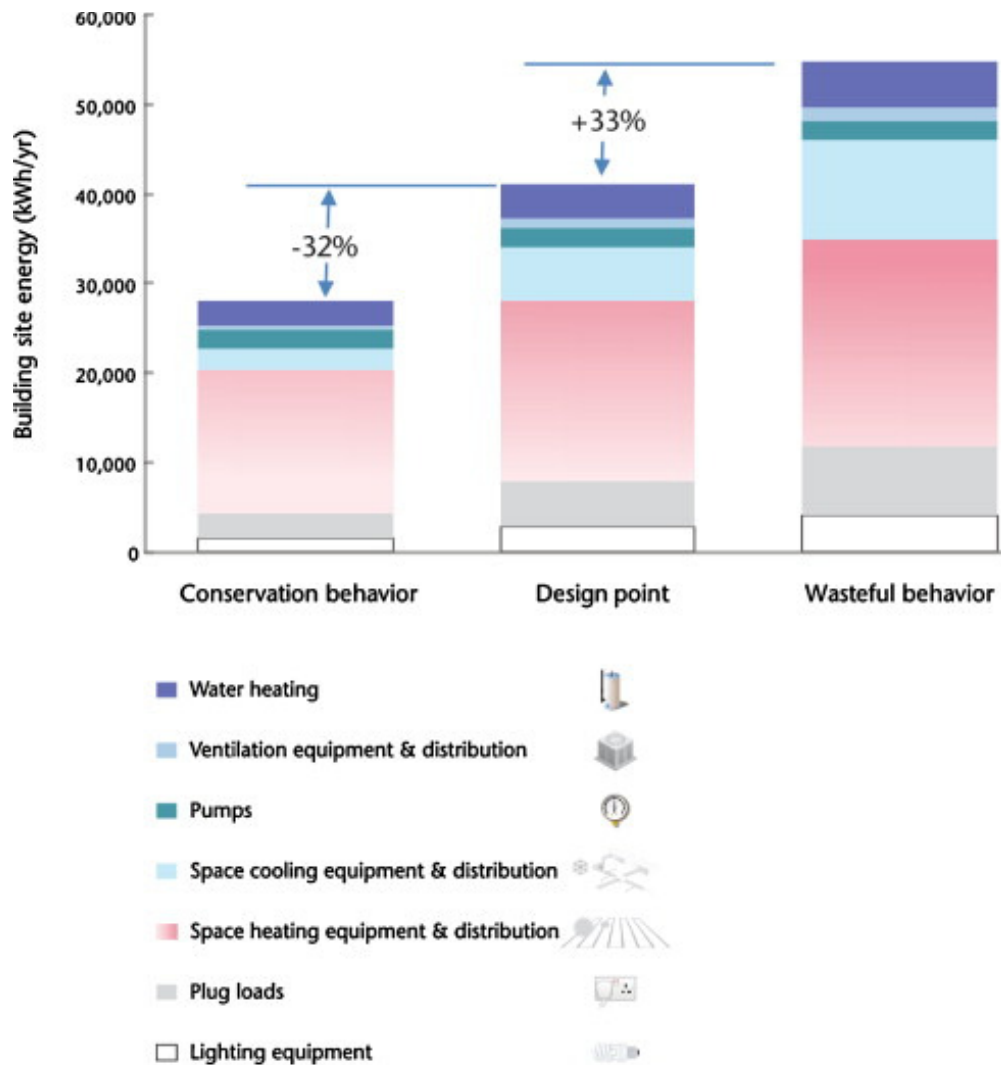 60,000
50,000
40,000
30,000
20,000
10,000
0
Building site energy (kWh/yr)
-32%
+33%
Conservation behavior
Design point
Wasteful behavior
Water heating
Ventilation equipment & distribution
Pumps
Space cooling equipment & distribution
Space heating equipment & distribution
Plug loads
Lighting equipment